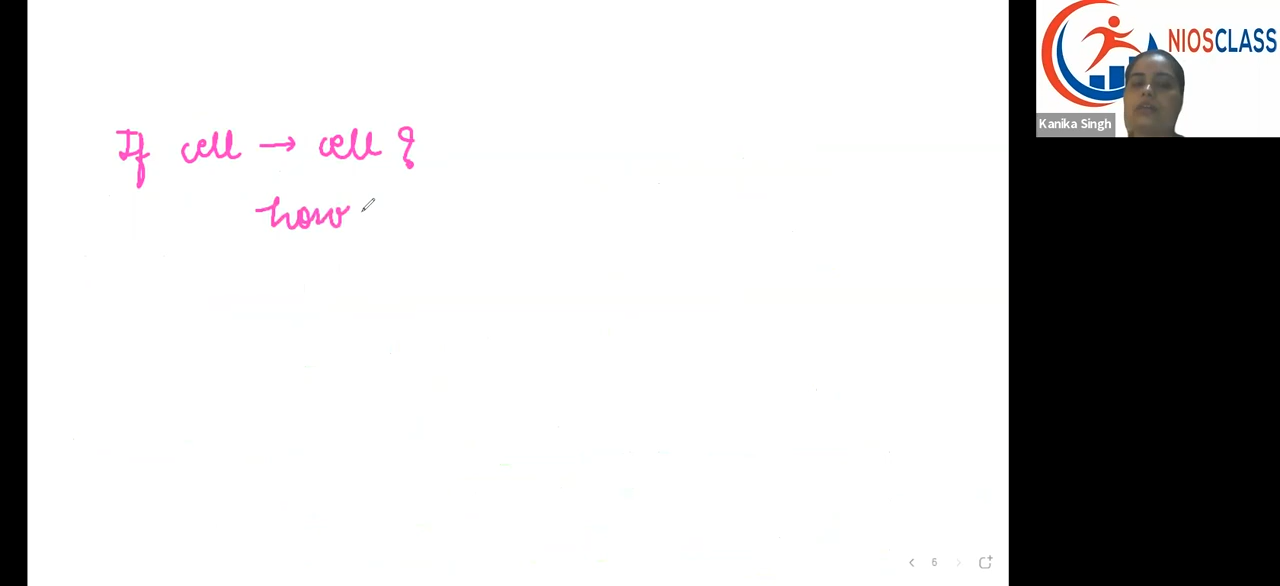 If cell → cell ?
how
NIOSCLASS
Kanika Singh
6